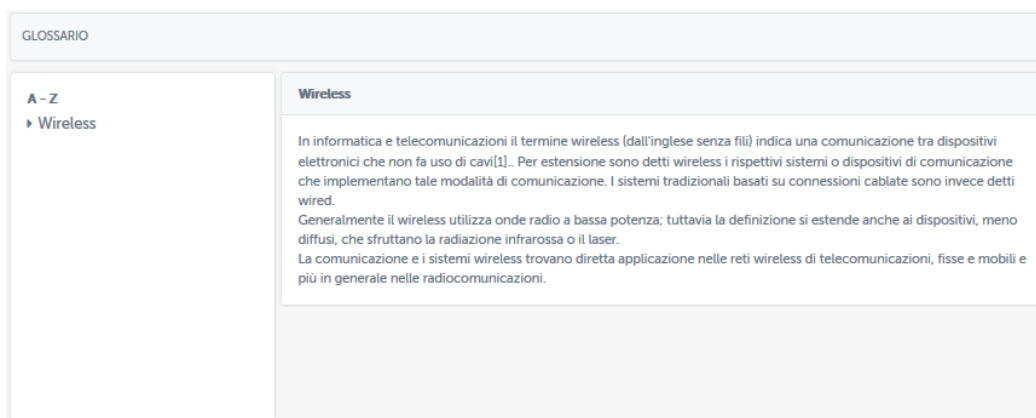 GLOSSARIO
A - Z
Wireless
Wireless
In informatica e telecomunicazioni il termine wireless (dall'inglese senza fili) indica una comunicazione tra dispositivi
elettronici che non fa uso di cavi[1].. Per estensione sono detti wireless i rispettivi sistemi o dispositivi di comunicazione
che implementano tale modalità di comunicazione. I sistemi tradizionali basati su connessioni cablate sono invece detti
wired.
Generalmente il wireless utilizza onde radio a bassa potenza; tuttavia la definizione si estende anche ai dispositivi, meno
diffusi, che sfruttano la radiazione infrarossa o il laser.
La comunicazione e i sistemi wireless trovano diretta applicazione nelle reti wireless di telecomunicazioni, fisse e mobili e
più in generale nelle radiocomunicazioni.